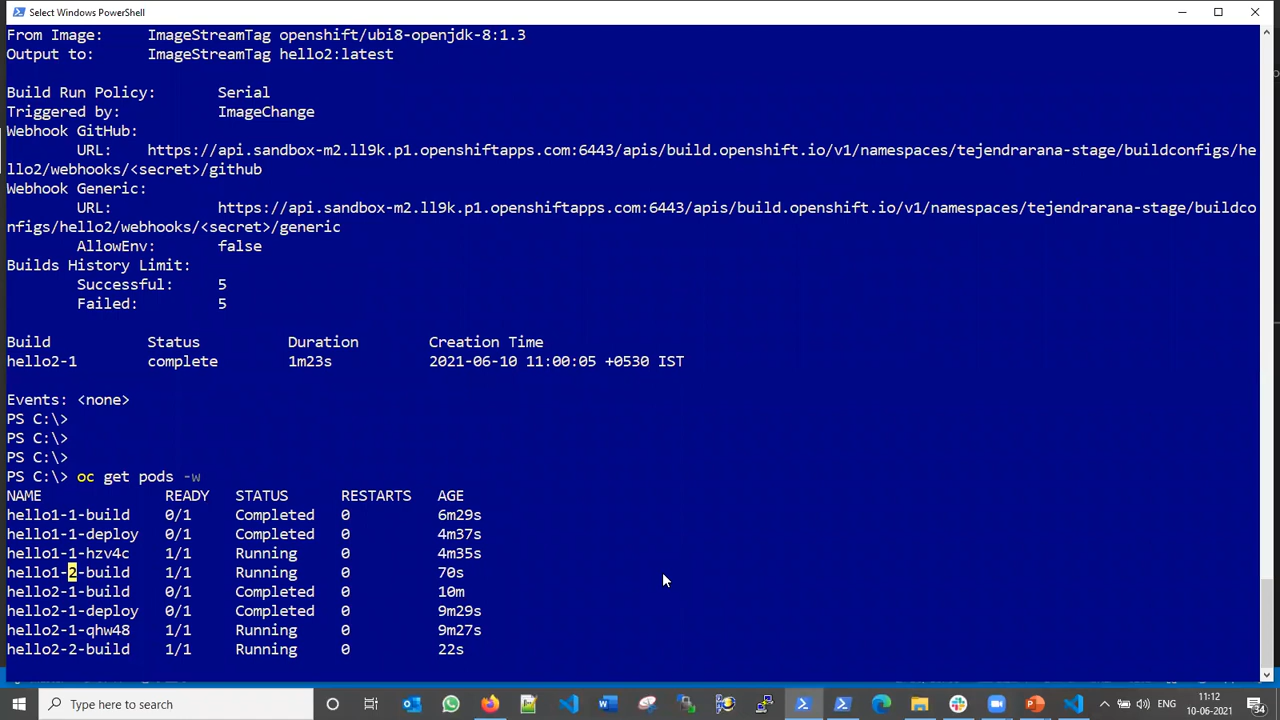 Select Windows PowerShell
From Image:     ImageStreamTag openshift/ubi8-openjdk-8:1.3
Output to:      ImageStreamTag hello2:latest
Build Run Policy:       Serial
Triggered by:           ImageChange
Webhook GitHub:
URL:    https://api.sandbox-m2.ll9k.p1.openshiftapps.com:6443/apis/build.openshift.io/v1/namespaces/tejendrarana-stage/buildconfigs/he
llo2/webhooks/<secret>/github
Webhook Generic:
URL:            https://api.sandbox-m2.ll9k.p1.openshiftapps.com:6443/apis/build.openshift.io/v1/namespaces/tejendrarana-stage/buildco
nfigs/hello2/webhooks/<secret>/generic
AllowEnv:       false
Builds History Limit:
Successful:     5
Failed:         5
Build           Status          Duration        Creation Time
hello2-1        complete        1m23s           2021-06-10 11:00:05 +0530 IST
Events: <none>
PS C:\>
PS C:\>
PS C:\>
PS C:\> oc get pods -w
NAME              READY   STATUS      RESTARTS   AGE
hello1-1-build    0/1     Completed   0          6m29s
hello1-1-deploy   0/1     Completed   0          4m37s
hello1-1-hzv4c    1/1     Running     0          4m35s
hello1-2-build    1/1     Running     0          70s
hello2-1-build    0/1     Completed   0          10m
hello2-1-deploy   0/1     Completed   0          9m29s
hello2-1-qhw48    1/1     Running     0          9m27s
hello2-2-build    1/1     Running     0          22s
Type here to search
ENG
11:12
10-06-2021
34